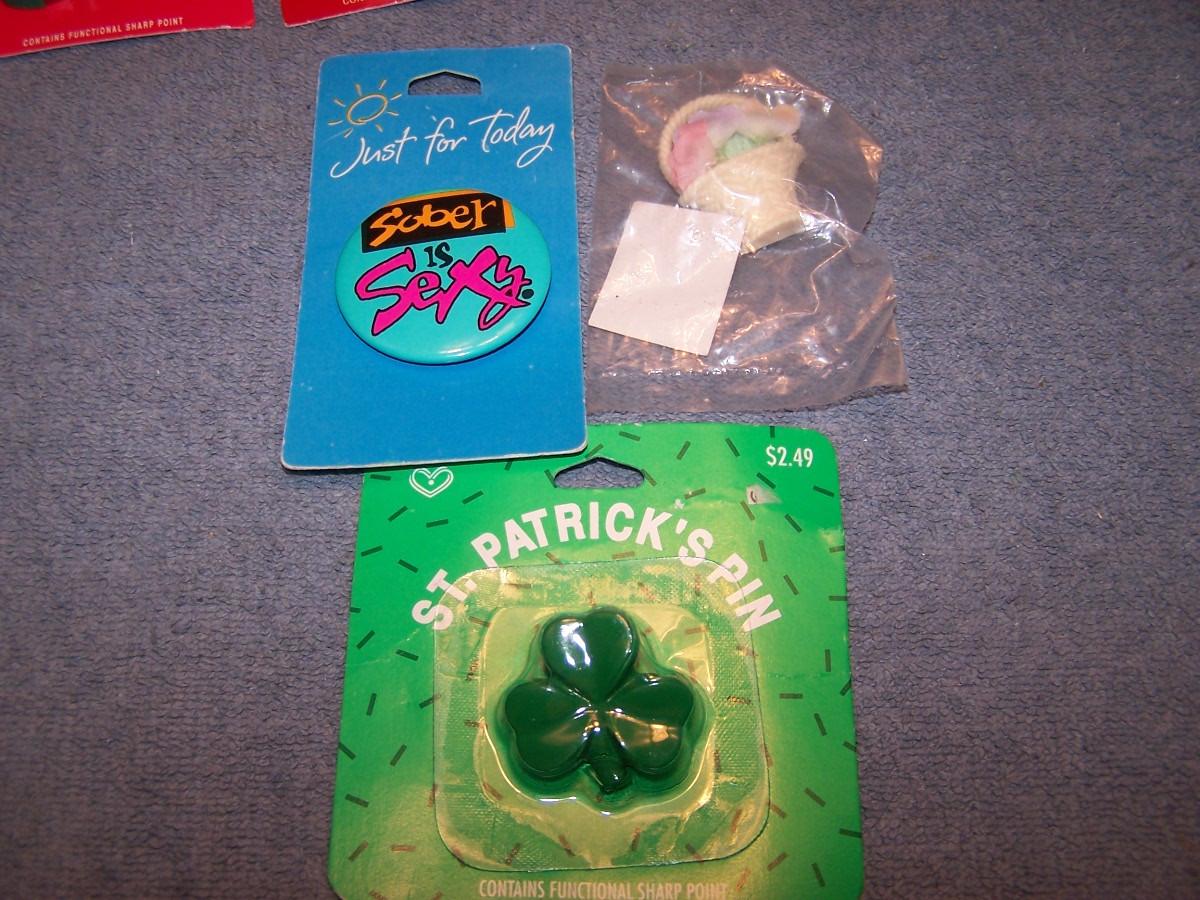 CONTAINS FUNCTIONAL SHARP POINT
Just for Today
Sober
is
Sexy.
$2.49
ST. PATRICK'S PIN
CONTAINS FUNCTIONAL SHARP POINT